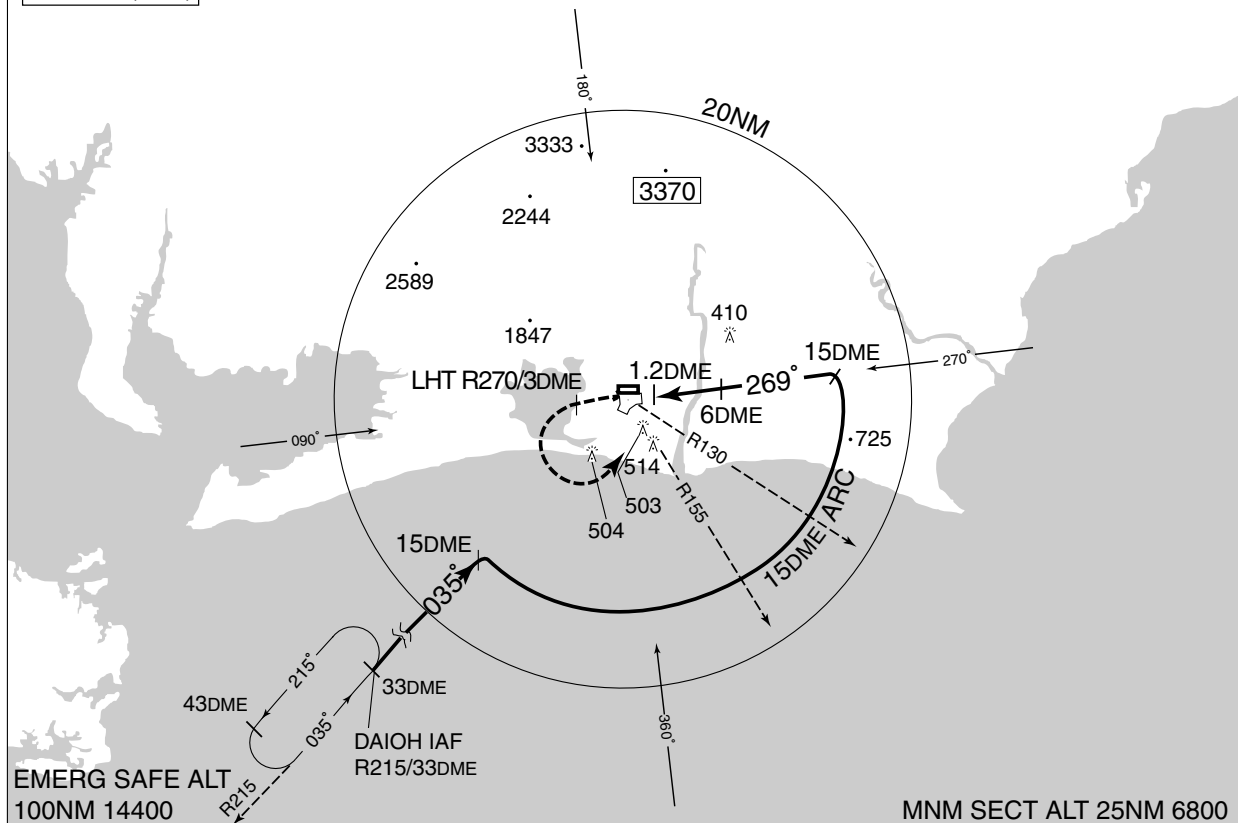 180°
20NM
3333
3370
2244
2589
410
1847
15DME
270°
1.2DME
LHT R270/3DME
269°
6DME
090°
725
R130
514
503
R155
504
15DME ARC
15DME
035°
215°
33DME
43DME
035°
360°
DAIOH IAF
R215/33DME
R215
EMERG SAFE ALT
100NM 14400
MNM SECT ALT 25NM 6800